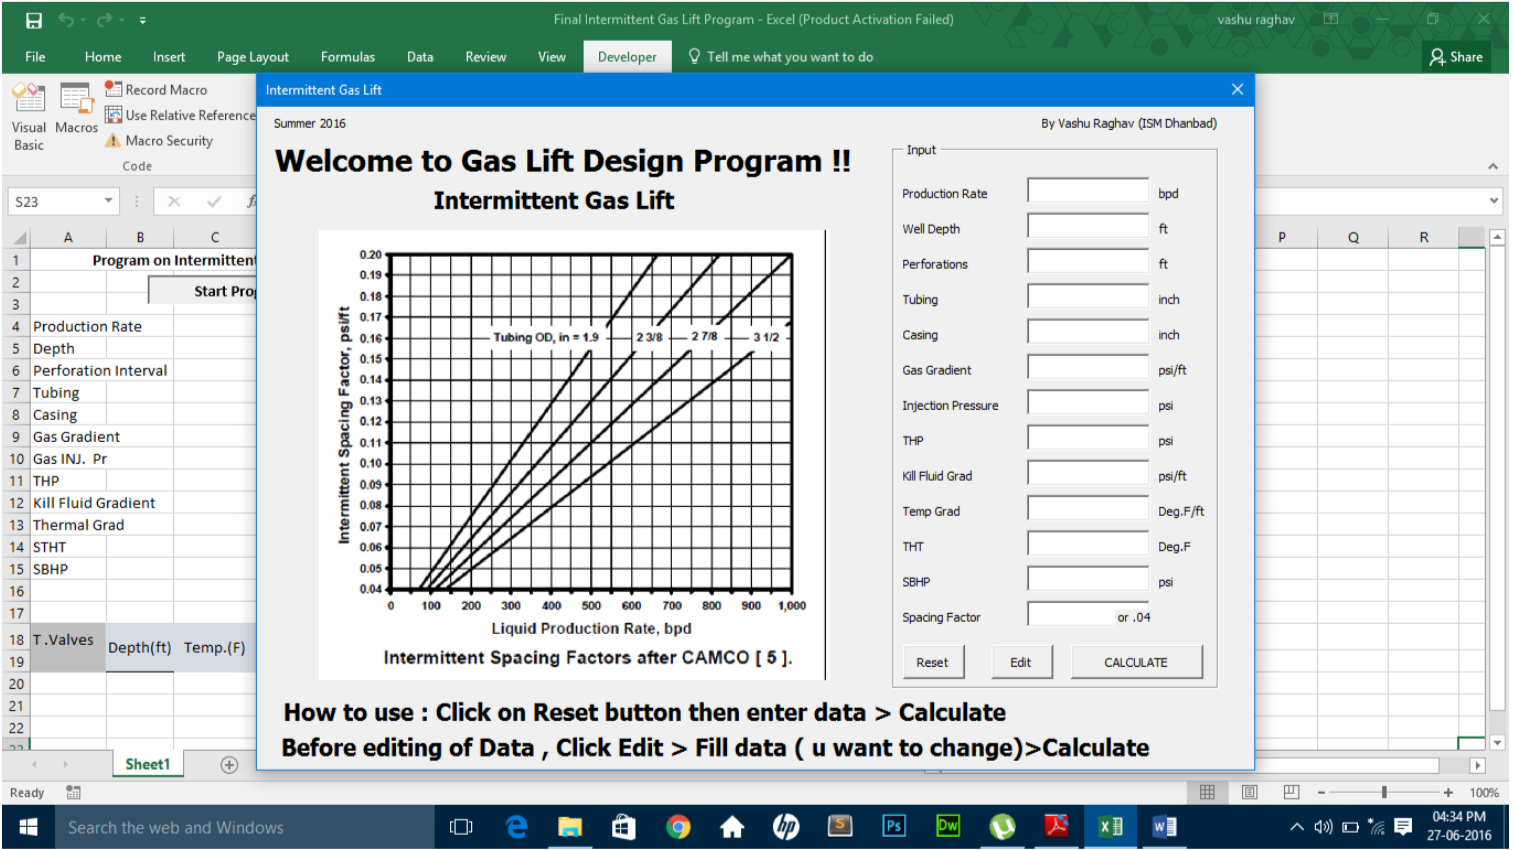 Final Intermittent Gas Lift Program - Excel (Product Activation Failed)
vashu raghav
File Home Insert Page Layout Formulas Data Review View Developer Tell me what you want to do
Share
Visual Basic
Macros
Record Macro
Use Relative Reference
Macro Security
Code
S23
A B C P Q R
1 Program on Intermittent
2
3 Start Pro
4 Production Rate
5 Depth
6 Perforation Interval
7 Tubing
8 Casing
9 Gas Gradient
10 Gas INJ. Pr
11 THP
12 Kill Fluid Gradient
13 Thermal Grad
14 STHT
15 SBHP
16
17
18 T .Valves Depth(ft) Temp.(F)
19
20
21
22
Intermittent Gas Lift
Summer 2016
By Vashu Raghav (ISM Dhanbad)
Welcome to Gas Lift Design Program !!
Intermittent Gas Lift
Intermittent Spacing Factor, psi/ft
0.20
0.19
0.18
0.17
0.16
0.15
0.14
0.13
0.12
0.11
0.10
0.09
0.08
0.07
0.06
0.05
0.04
Tubing OD, in = 1.9 2 3/8 2 7/8 3 1/2
0 100 200 300 400 500 600 700 800 900 1,000
Liquid Production Rate, bpd
Intermittent Spacing Factors after CAMCO [ 5 ].
Input
Production Rate bpd
Well Depth ft
Perforations ft
Tubing inch
Casing inch
Gas Gradient psi/ft
Injection Pressure psi
THP psi
Kill Fluid Grad psi/ft
Temp Grad Deg.F/ft
THT Deg.F
SBHP psi
Spacing Factor or .04
Reset Edit CALCULATE
How to use : Click on Reset button then enter data > Calculate
Before editing of Data , Click Edit > Fill data ( u want to change)>Calculate
Sheet1
Ready
100%
Search the web and Windows
04:34 PM
27-06-2016